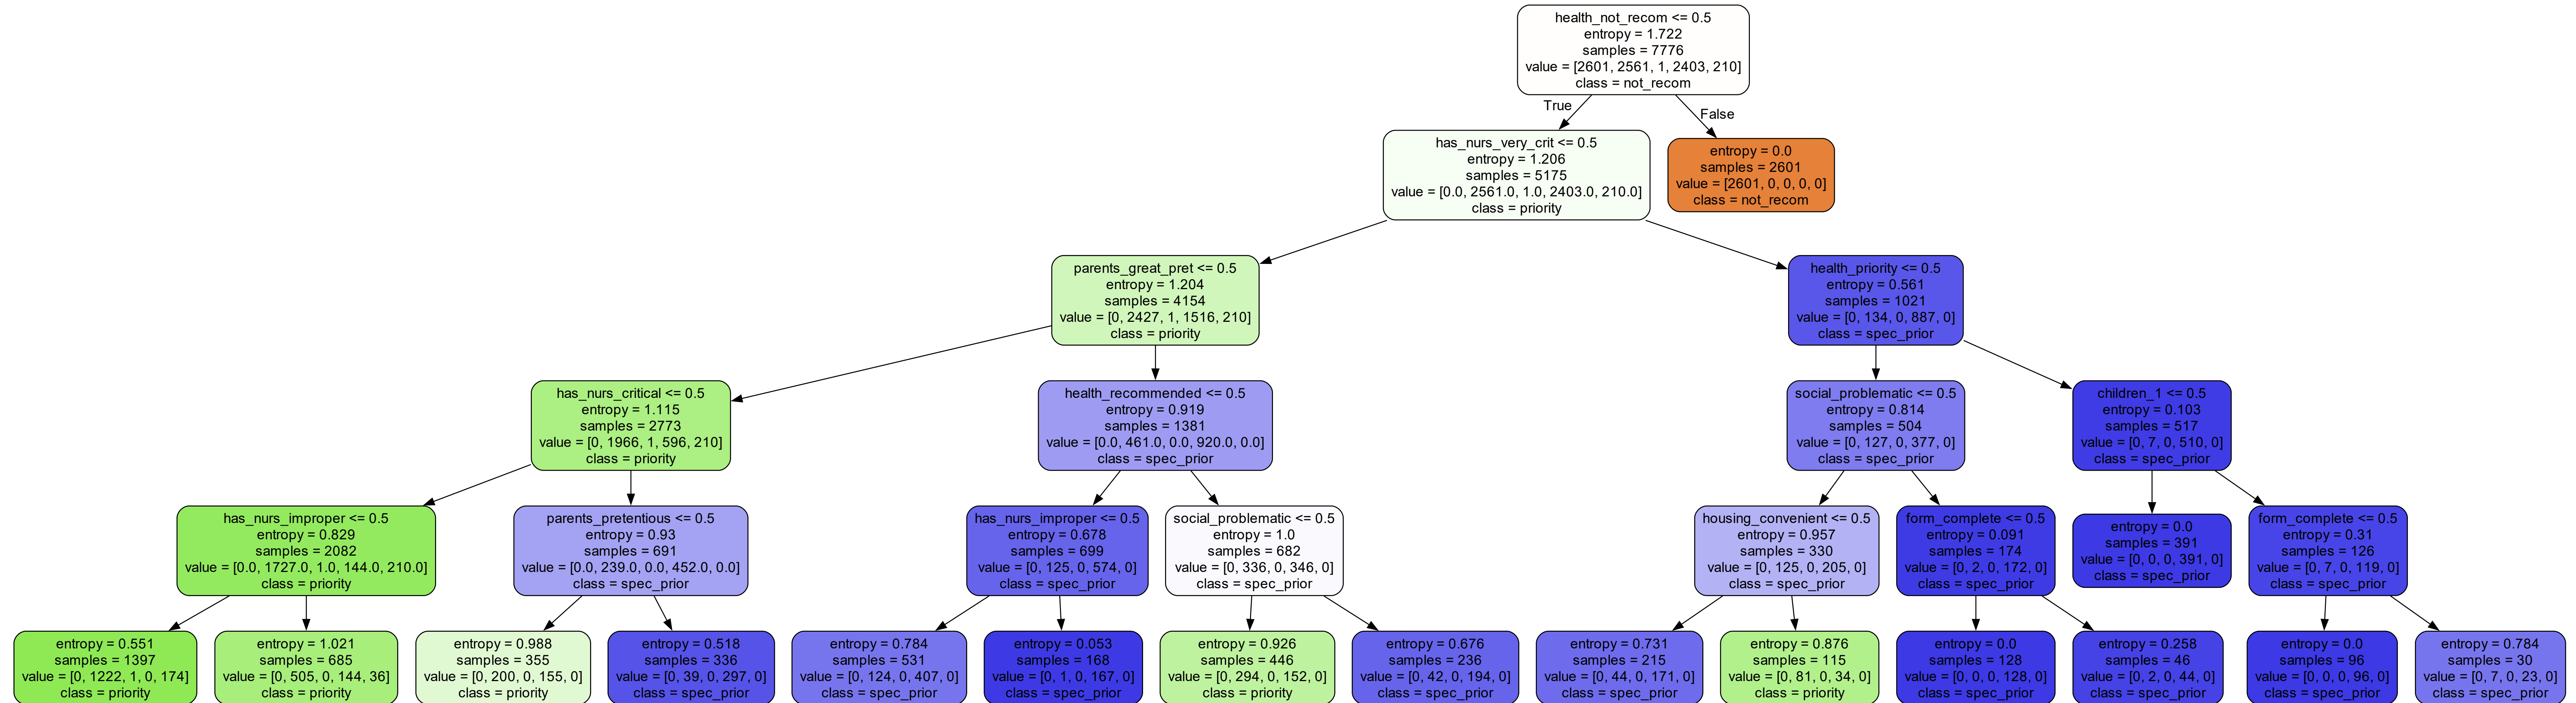 health_not_recom <= 0.5
entropy = 1.722
samples = 7776
value = [2601, 2561, 1, 2403, 210]
class = not_recom
True
False
has_nurs_very_crit <= 0.5
entropy = 1.206
samples = 5175
value = [0.0, 2561.0, 1.0, 2403.0, 210.0]
class = priority
entropy = 0.0
samples = 2601
value = [2601, 0, 0, 0, 0]
class = not_recom
parents_great_pret <= 0.5
entropy = 1.204
samples = 4154
value = [0, 2427, 1, 1516, 210]
class = priority
health_priority <= 0.5
entropy = 0.561
samples = 1021
value = [0, 134, 0, 887, 0]
class = spec_prior
has_nurs_critical <= 0.5
entropy = 1.115
samples = 2773
value = [0, 1966, 1, 596, 210]
class = priority
health_recommended <= 0.5
entropy = 0.919
samples = 1381
value = [0.0, 461.0, 0.0, 920.0, 0.0]
class = spec_prior
social_problematic <= 0.5
entropy = 0.814
samples = 504
value = [0, 127, 0, 377, 0]
class = spec_prior
children_1 <= 0.5
entropy = 0.103
samples = 517
value = [0, 7, 0, 510, 0]
class = spec_prior
has_nurs_improper <= 0.5
entropy = 0.829
samples = 2082
value = [0.0, 1727.0, 1.0, 144.0, 210.0]
class = priority
parents_pretentious <= 0.5
entropy = 0.93
samples = 691
value = [0.0, 239.0, 0.0, 452.0, 0.0]
class = spec_prior
has_nurs_improper <= 0.5
entropy = 0.678
samples = 699
value = [0, 125, 0, 574, 0]
class = spec_prior
social_problematic <= 0.5
entropy = 1.0
samples = 682
value = [0, 336, 0, 346, 0]
class = spec_prior
housing_convenient <= 0.5
entropy = 0.957
samples = 330
value = [0, 125, 0, 205, 0]
class = spec_prior
form_complete <= 0.5
entropy = 0.091
samples = 174
value = [0, 2, 0, 172, 0]
class = spec_prior
entropy = 0.0
samples = 391
value = [0, 0, 0, 391, 0]
class = spec_prior
form_complete <= 0.5
entropy = 0.31
samples = 126
value = [0, 7, 0, 119, 0]
class = spec_prior
entropy = 0.551
samples = 1397
value = [0, 1222, 1, 0, 174]
class = priority
entropy = 1.021
samples = 685
value = [0, 505, 0, 144, 36]
class = priority
entropy = 0.988
samples = 355
value = [0, 200, 0, 155, 0]
class = priority
entropy = 0.518
samples = 336
value = [0, 39, 0, 297, 0]
class = spec_prior
entropy = 0.784
samples = 531
value = [0, 124, 0, 407, 0]
class = spec_prior
entropy = 0.053
samples = 168
value = [0, 1, 0, 167, 0]
class = spec_prior
entropy = 0.926
samples = 446
value = [0, 294, 0, 152, 0]
class = priority
entropy = 0.676
samples = 236
value = [0, 42, 0, 194, 0]
class = spec_prior
entropy = 0.731
samples = 215
value = [0, 44, 0, 171, 0]
class = spec_prior
entropy = 0.876
samples = 115
value = [0, 81, 0, 34, 0]
class = priority
entropy = 0.0
samples = 128
value = [0, 0, 0, 128, 0]
class = spec_prior
entropy = 0.258
samples = 46
value = [0, 2, 0, 44, 0]
class = spec_prior
entropy = 0.0
samples = 96
value = [0, 0, 0, 96, 0]
class = spec_prior
entropy = 0.784
samples = 30
value = [0, 7, 0, 23, 0]
class = spec_prior